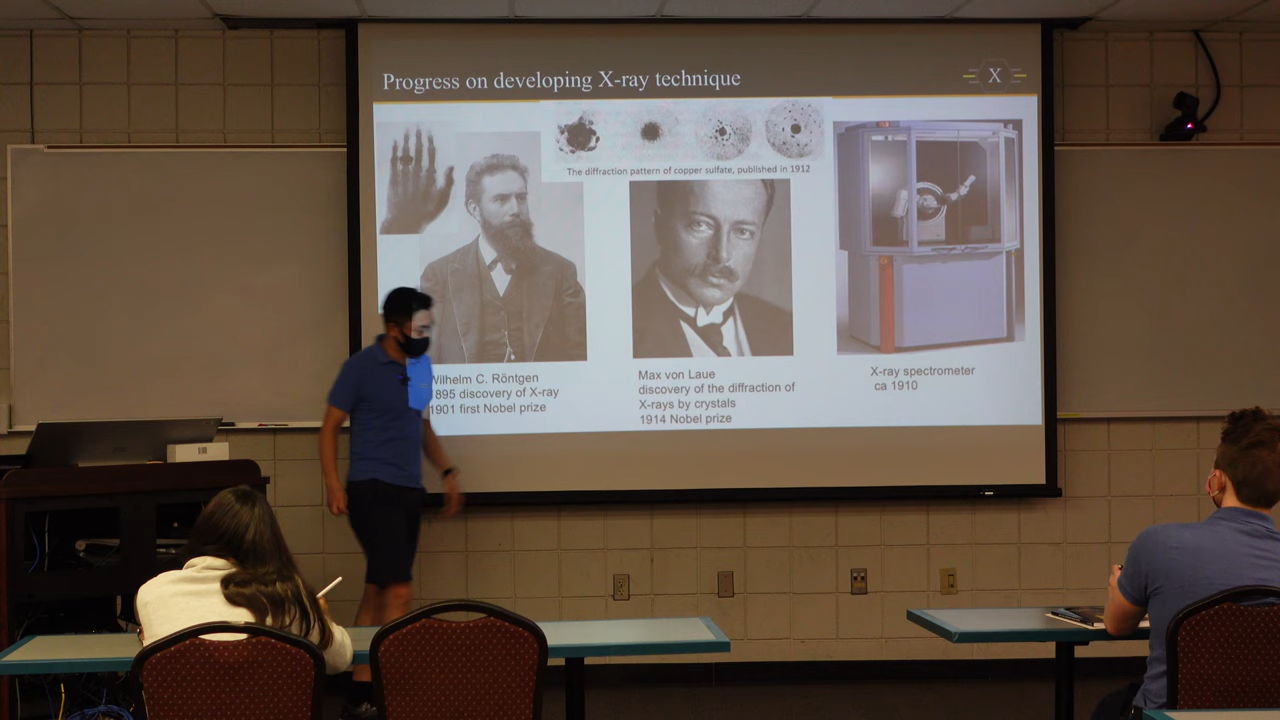 Progress on developing X-ray technique
X
The diffraction pattern of copper sulfate, published in 1912
Wilhelm C. Röntgen
1895 discovery of X-ray
1901 first Nobel prize
Max von Laue
discovery of the diffraction of
X-rays by crystals
1914 Nobel prize
X-ray spectrometer
ca 1910